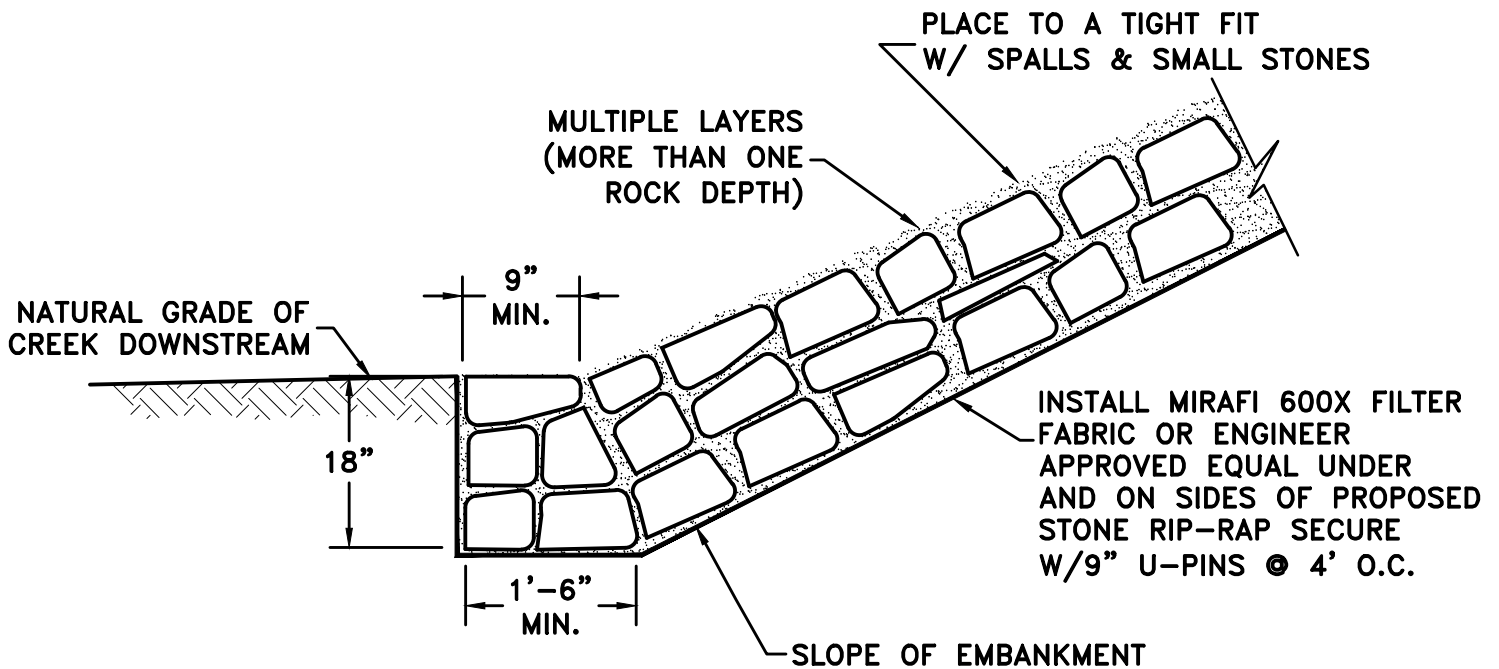 PLACE TO A TIGHT FIT
W/ SPALLS & SMALL STONES
MULTIPLE LAYERS
(MORE THAN ONE
ROCK DEPTH)
9”
MIN.
NATURAL GRADE OF
CREEK DOWNSTREAM
18”
INSTALL MIRAFI 600X FILTER
FABRIC OR ENGINEER
APPROVED EQUAL UNDER
AND ON SIDES OF PROPOSED
STONE RIP-RAP SECURE
W/9” U-PINS @ 4’ O.C.
1’-6”
MIN.
SLOPE OF EMBANKMENT